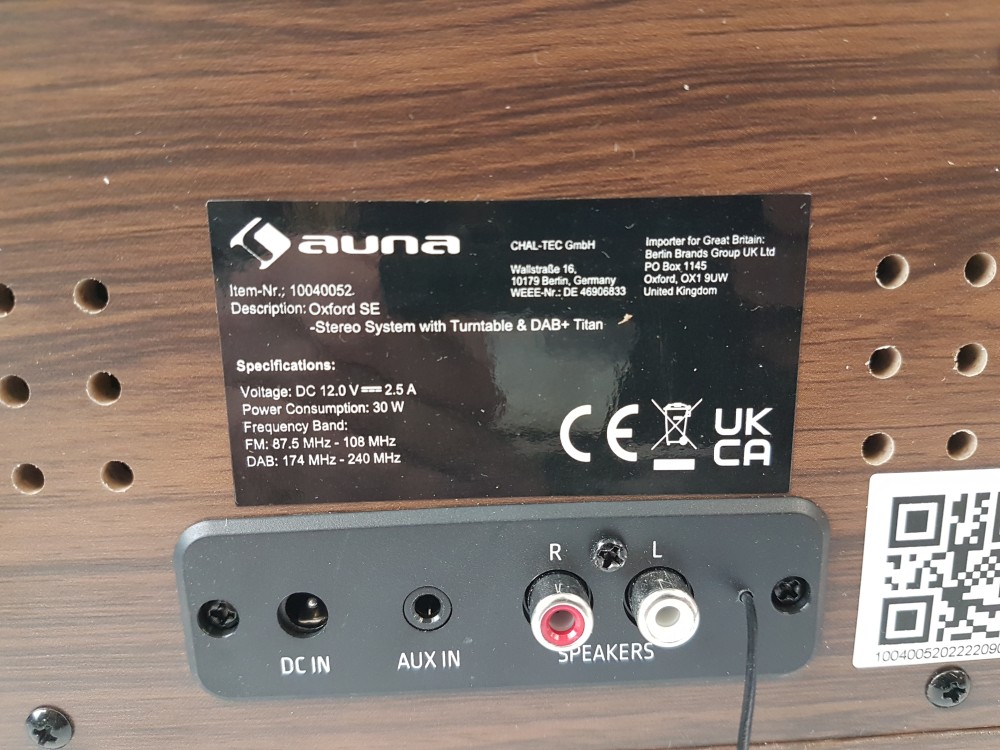 auna
Item-Nr.: 10040052
Description: Oxford SE
-Stereo System with Turntable & DAB+ Titan
CHAL-TEC GmbH
Wallstraße 16,
10179 Berlin, Germany
WEEE-Nr.: DE 46906833
Importer for Great Britain:
Berlin Brands Group UK Ltd
PO Box 1145
Oxford, OX1 9UW
United Kingdom
Specifications:
Voltage: DC 12.0 V 2.5 A
Power Consumption: 30 W
Frequency Band:
FM: 87.5 MHz - 108 MHz
DAB: 174 MHz - 240 MHz
CE
UK
CA
R L
DC IN
AUX IN
SPEAKERS
100400520222090